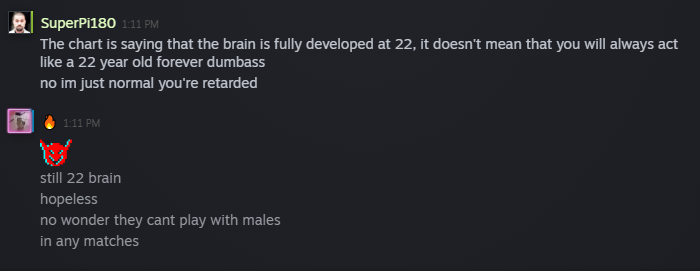 SuperPi180 1:11 PM
The chart is saying that the brain is fully developed at 22, it doesn't mean that you will always act
like a 22 year old forever dumbass
no im just normal you're retarded
🔥 1:11 PM
still 22 brain
hopeless
no wonder they cant play with males
in any matches